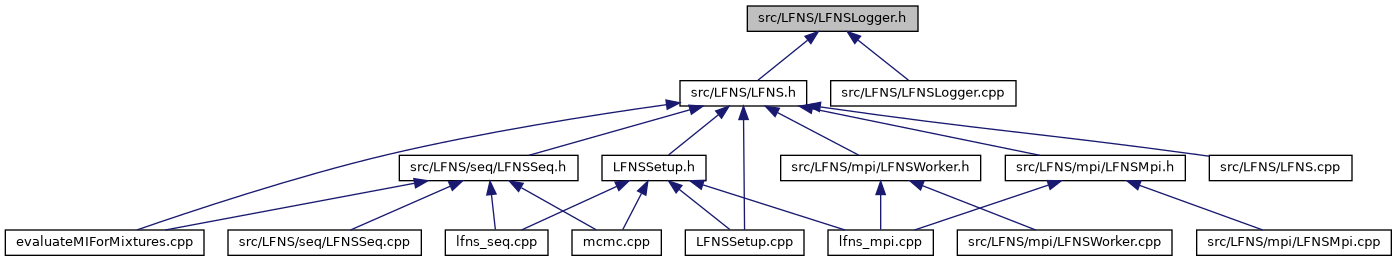 src/LFNS/LFNSLogger.h
src/LFNS/LFNS.h
src/LFNS/LFNSLogger.cpp
src/LFNS/seq/LFNSSeq.h
LFNSSetup.h
src/LFNS/mpi/LFNSWorker.h
src/LFNS/mpi/LFNSMpi.h
src/LFNS/LFNS.cpp
evaluateMIForMixtures.cpp
src/LFNS/seq/LFNSSeq.cpp
lfns_seq.cpp
mcmc.cpp
LFNSSetup.cpp
lfns_mpi.cpp
src/LFNS/mpi/LFNSWorker.cpp
src/LFNS/mpi/LFNSMpi.cpp